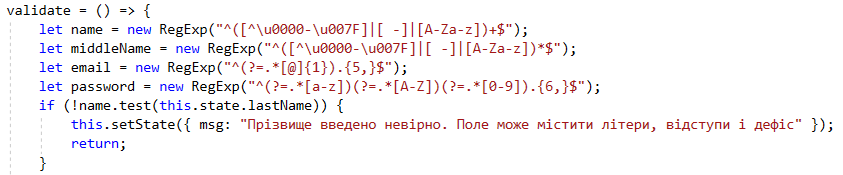 validate = () => {
let name = new RegExp("^([^\u0000-\u007F]|[ -]|[A-Za-z])+$");
let middleName = new RegExp("^([^\u0000-\u007F]|[ -]|[A-Za-z])*$");
let email = new RegExp("^(?=.*[@]{1}).{5,}$");
let password = new RegExp("^(?=.*[a-z])(?=.*[A-Z])(?=.*[0-9]).{6,}$");
if (!name.test(this.state.lastName)) {
this.setState({ msg: "Прізвище введено невірно. Поле може містити літери, відступи і дефіс" });
return;
}